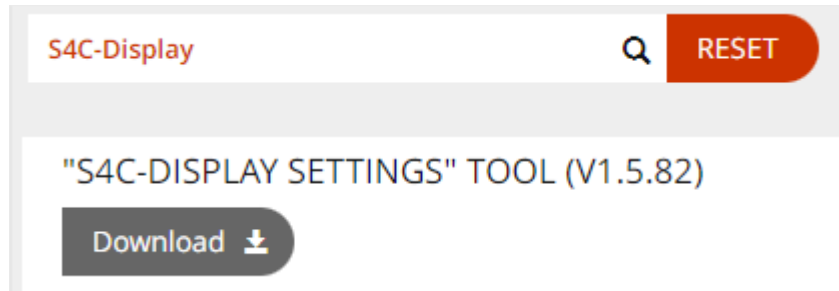 S4C-Display RESET
"S4C-DISPLAY SETTINGS" TOOL (V1.5.82)
Download